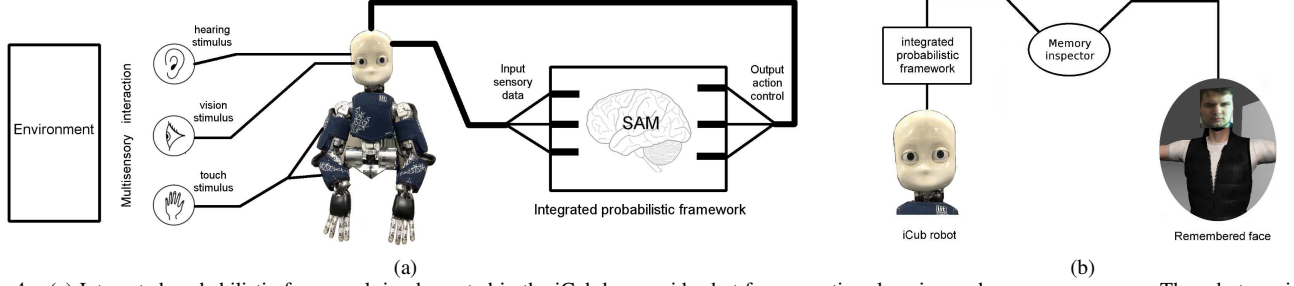 Environment
Multisensory interaction
hearing
stimulus
vision
stimulus
touch
stimulus
Input
sensory
data
SAM
Output
action
control
Integrated probabilistic framework
(a)
integrated
probabilistic
framework
Memory
inspector
iCub robot
Remembered face
(b)